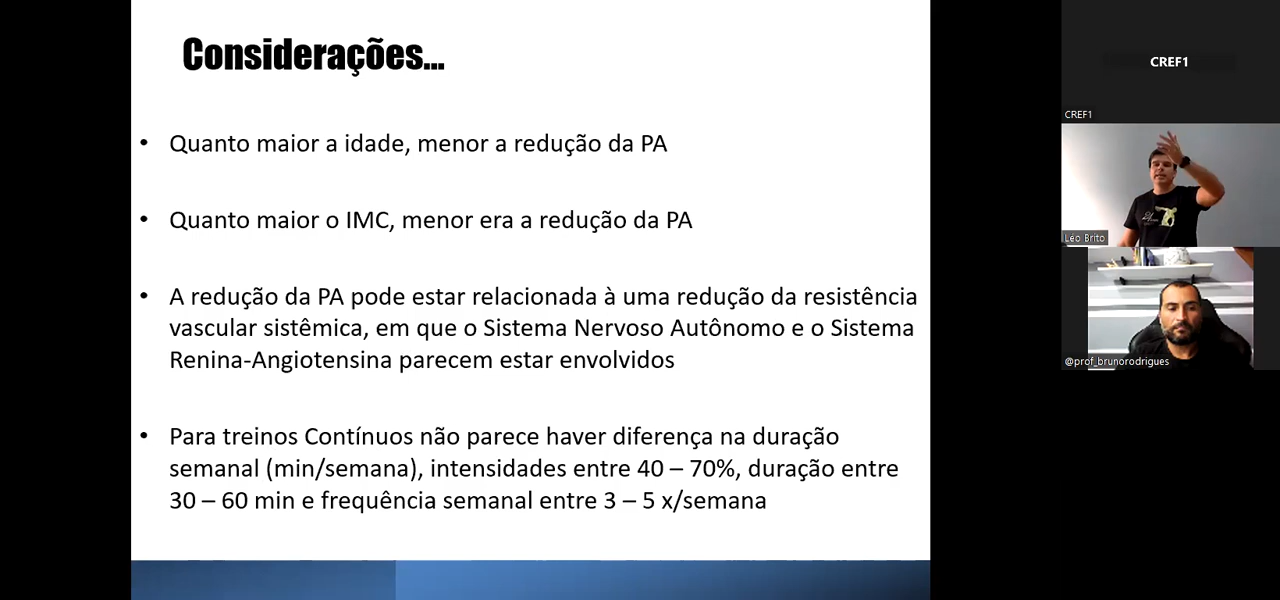 Considerações...
• Quanto maior a idade, menor a redução da PA
• Quanto maior o IMC, menor era a redução da PA
• A redução da PA pode estar relacionada à uma redução da resistência
vascular sistêmica, em que o Sistema Nervoso Autônomo e o Sistema
Renina-Angiotensina parecem estar envolvidos
• Para treinos Contínuos não parece haver diferença na duração
semanal (min/semana), intensidades entre 40 – 70%, duração entre
30 – 60 min e frequência semanal entre 3 – 5 x/semana
CREF1
CREF1
Léo Brito
@prof_brunorodrigues